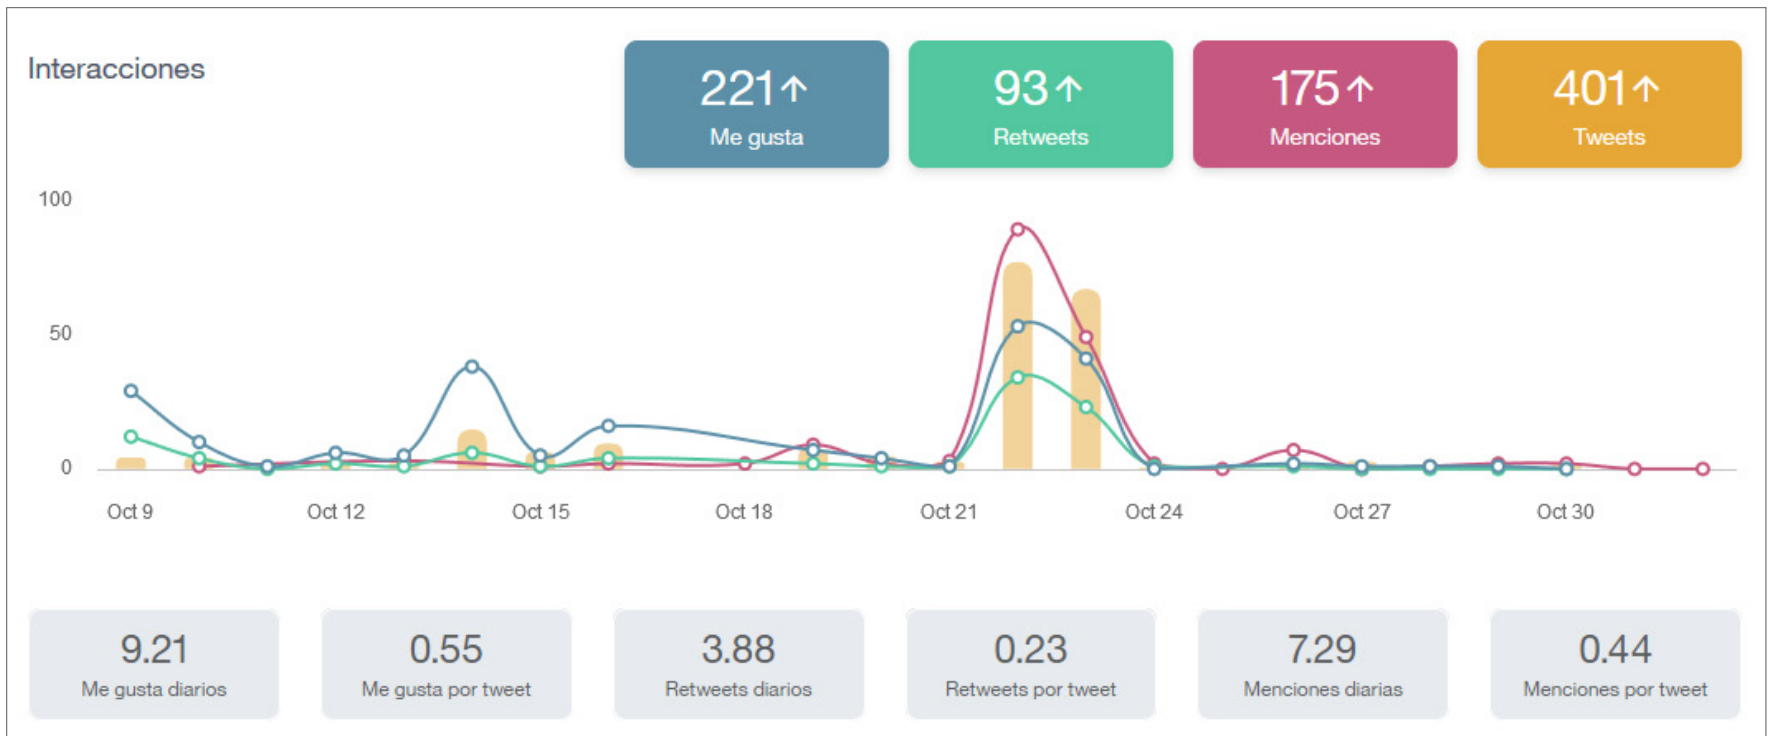 Interacciones
221↑
Me gusta
93↑
Retweets
175↑
Menciones
401↑
Tweets
100
50
0
Oct 9 Oct 12 Oct 15 Oct 18 Oct 21 Oct 24 Oct 27 Oct 30
9.21
Me gusta diarios
0.55
Me gusta por tweet
3.88
Retweets diarios
0.23
Retweets por tweet
7.29
Menciones diarias
0.44
Menciones por tweet